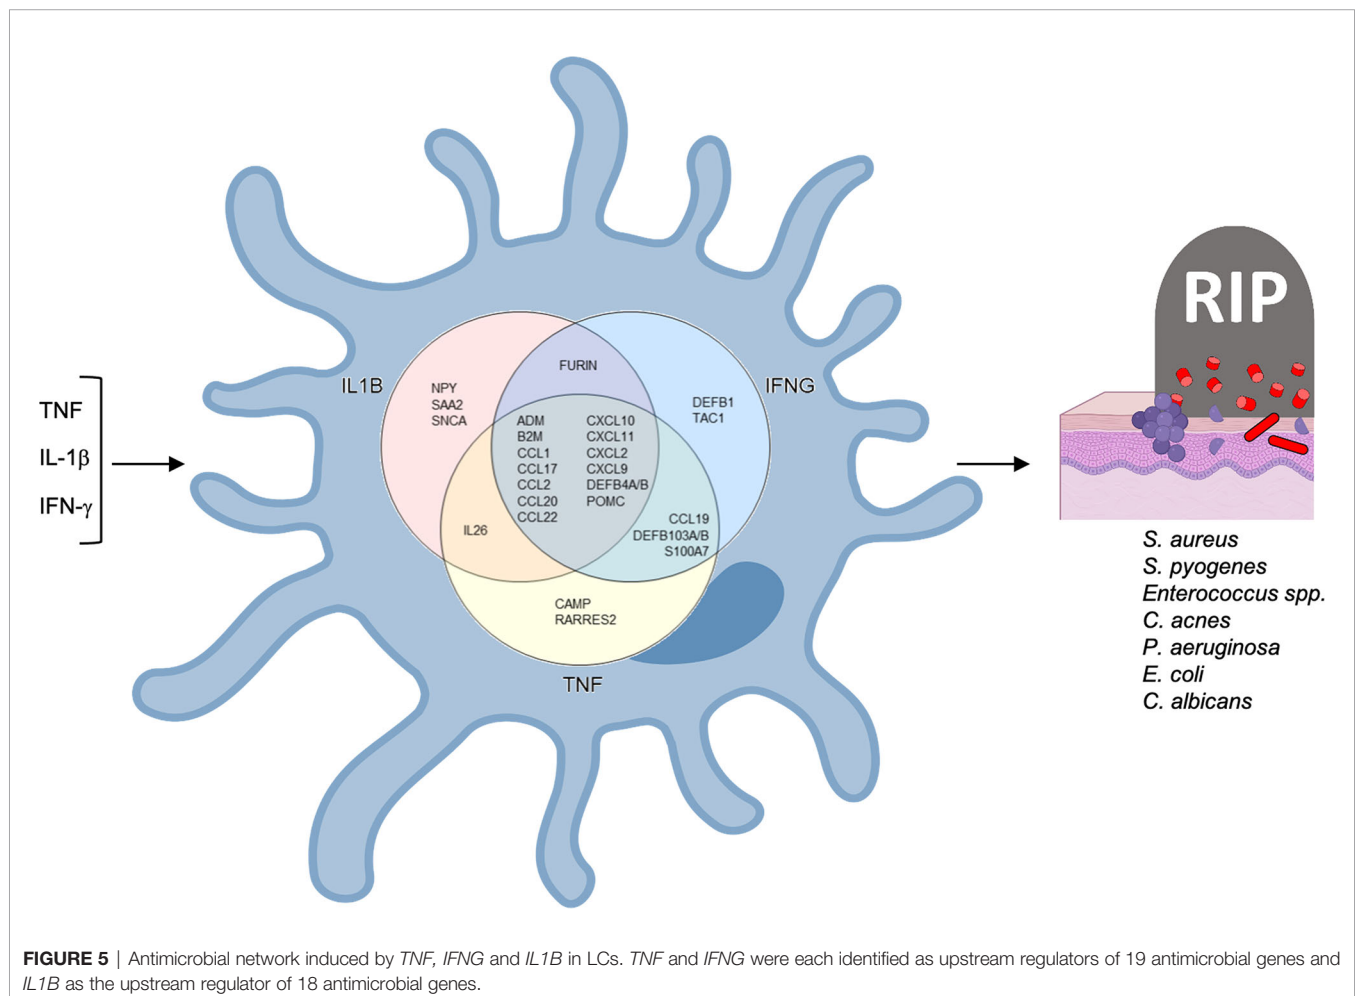 TNF
IL-1β
IFN-γ
IL1B
IFNG
TNF
NPY
SAA2
SNCA
FURIN
DEFB1
TAC1
ADM
B2M
CCL1
CCL17
CCL2
CCL20
CCL22
CXCL10
CXCL11
CXCL2
CXCL9
DEFB4A/B
POMC
IL26
CCL19
DEFB103A/B
S100A7
CAMP
RARRES2
RIP
S. aureus
S. pyogenes
Enterococcus spp.
C. acnes
P. aeruginosa
E. coli
C. albicans
FIGURE 5 | Antimicrobial network induced by TNF, IFNG and IL1B in LCs. TNF and IFNG were each identified as upstream regulators of 19 antimicrobial genes and
IL1B as the upstream regulator of 18 antimicrobial genes.